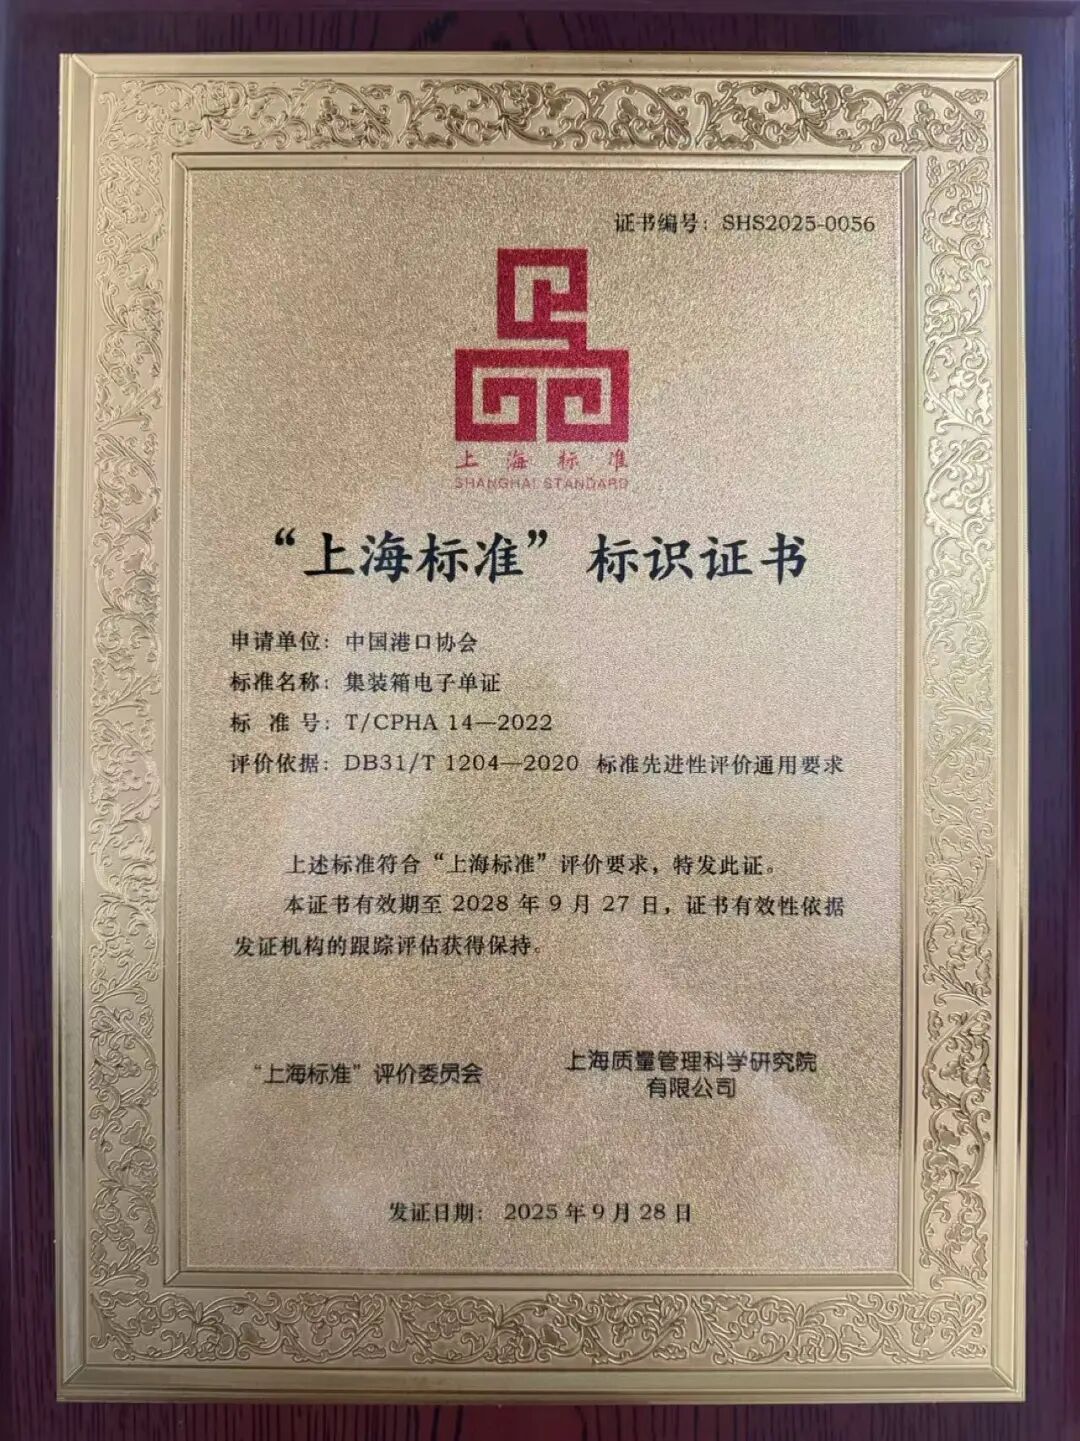 证书编号：SHS2025-0056
上海标准
SHANGHAI STANDARD
“上海标准”标识证书
申请单位：中国港口协会
标准名称：集装箱电子单证
标 准 号：T/CPHA 14—2022
评价依据：DB31/T 1204—2020 标准先进性评价通用要求
上述标准符合“上海标准”评价要求，特发此证。
本证书有效期至 2028 年 9 月 27 日，证书有效性依据
发证机构的跟踪评估获得保持。
“上海标准”评价委员会
上海质量管理科学研究院
有限公司
发证日期： 2025 年 9 月 28 日